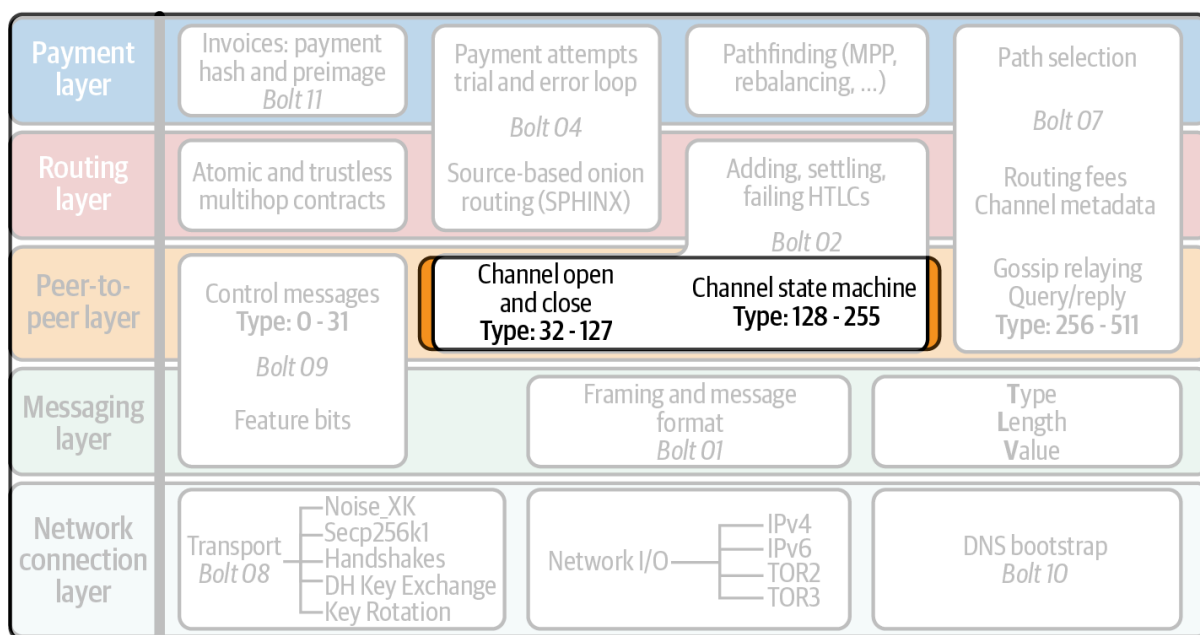 Payment
layer
Invoices: payment
hash and preimage
Bolt 11
Payment attempts
trial and error loop
Bolt 04
Source-based onion
routing (SPHINX)
Pathfinding (MPP,
rebalancing, ...)
Path selection
Bolt 07
Routing fees
Channel metadata
Gossip relaying
Query/reply
Type: 256 - 511
Routing
layer
Atomic and trustless
multihop contracts
Adding, settling,
failing HTLCs
Bolt 02
Peer-to-
peer layer
Control messages
Type: 0 - 31
Bolt 09
Feature bits
Channel open
and close
Type: 32 - 127
Channel state machine
Type: 128 - 255
Messaging
layer
Framing and message
format
Bolt 01
Type
Length
Value
Network
connection
layer
Transport
Bolt 08
Noise_XK
Secp256k1
Handshakes
DH Key Exchange
Key Rotation
Network I/O
IPv4
IPv6
TOR2
TOR3
DNS bootstrap
Bolt 10